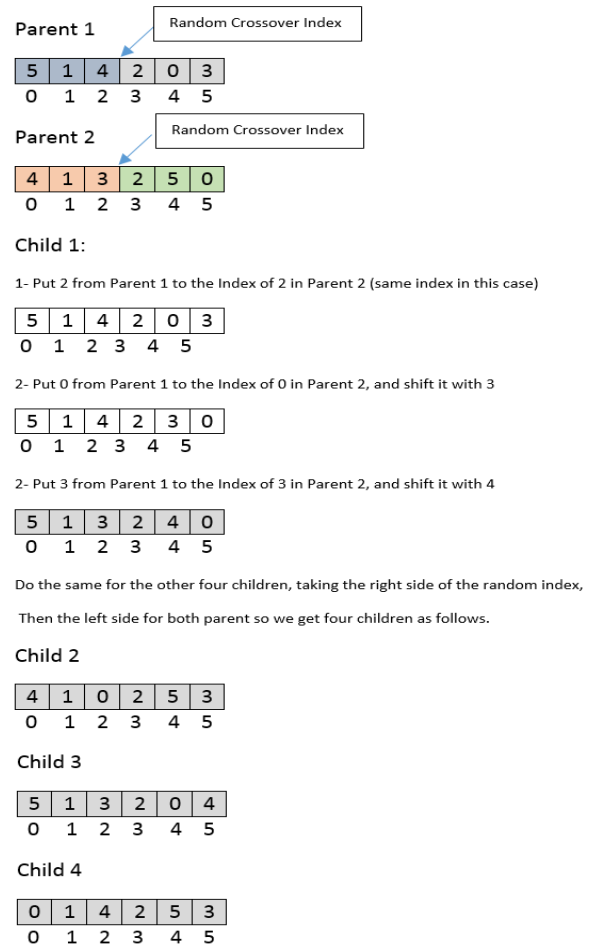 Parent 1
Random Crossover Index
5 1 4 2 0 3
0 1 2 3 4 5
Parent 2
Random Crossover Index
4 1 3 2 5 0
0 1 2 3 4 5
Child 1:
1- Put 2 from Parent 1 to the Index of 2 in Parent 2 (same index in this case)
5 1 4 2 0 3
0 1 2 3 4 5
2- Put 0 from Parent 1 to the Index of 0 in Parent 2, and shift it with 3
5 1 4 2 3 0
0 1 2 3 4 5
2- Put 3 from Parent 1 to the Index of 3 in Parent 2, and shift it with 4
5 1 3 2 4 0
0 1 2 3 4 5
Do the same for the other four children, taking the right side of the random index,
Then the left side for both parent so we get four children as follows.
Child 2
4 1 0 2 5 3
0 1 2 3 4 5
Child 3
5 1 3 2 0 4
0 1 2 3 4 5
Child 4
0 1 4 2 5 3
0 1 2 3 4 5